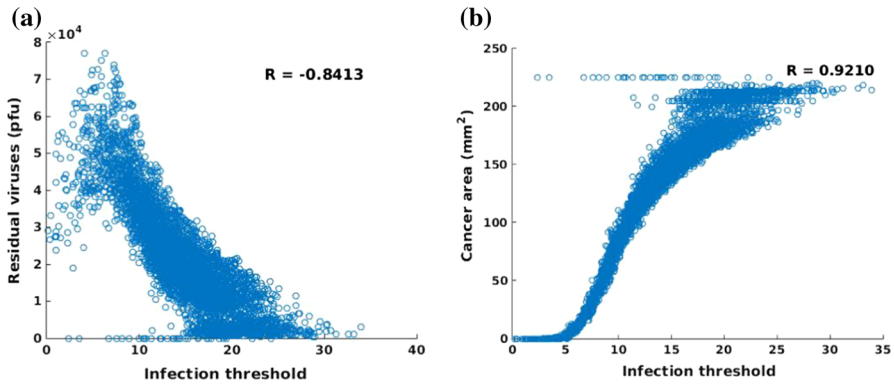 (a)
×10⁴
8
7
6
5
4
3
2
1
0
Residual viruses (pfu)
R = -0.8413
0 10 20 30 40
Infection threshold
(b)
250
200
150
100
50
0
Cancer area (mm²)
R = 0.9210
0 5 10 15 20 25 30 35
Infection threshold